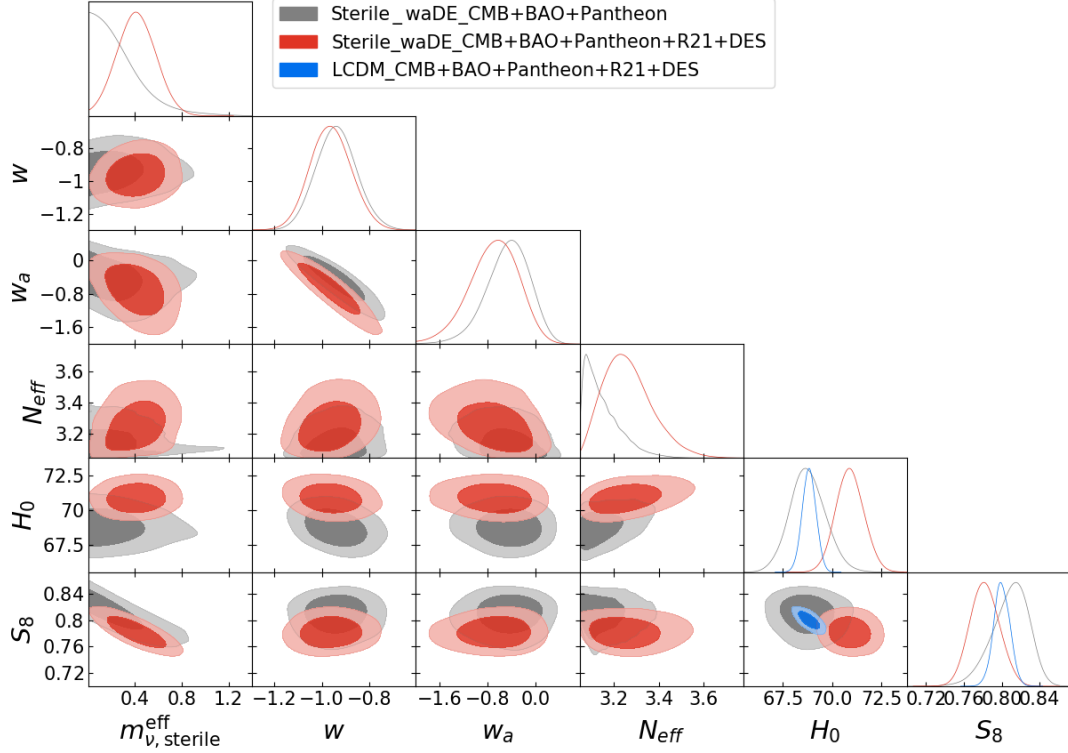 Sterile_waDE_CMB+BAO+Pantheon
Sterile_waDE_CMB+BAO+Pantheon+R21+DES
LCDM_CMB+BAO+Pantheon+R21+DES
w
−0.8
−1
−1.2
w_a
0
−0.8
−1.6
N_eff
3.6
3.4
3.2
H_0
72.5
70
67.5
S_8
0.84
0.8
0.76
0.72
0.4 0.8 1.2 −1.2 −1.0 −0.8 −1.6 −0.8 0.0 3.2 3.4 3.6 67.5 70.0 72.5 0.72 0.76 0.80 0.84
m^eff_ν, sterile w w_a N_eff H_0 S_8